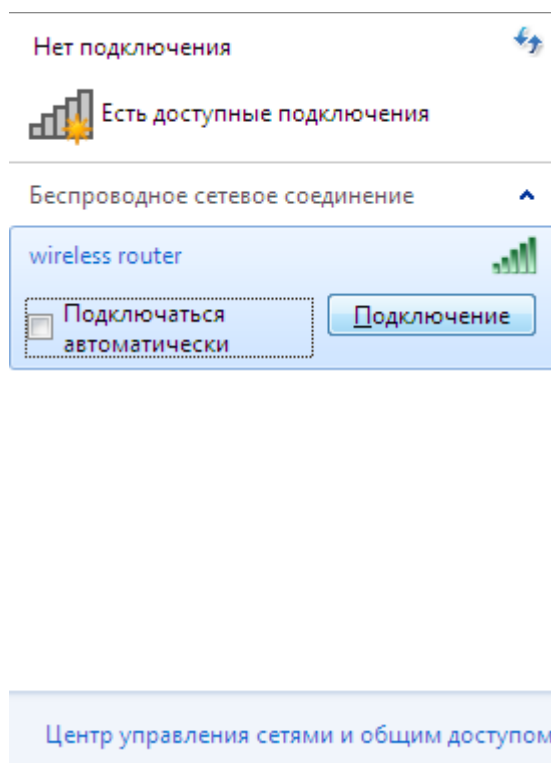 Нет подключения
Есть доступные подключения
Беспроводное сетевое соединение
wireless router
Подключаться
автоматически
Подключение
Центр управления сетями и общим доступом